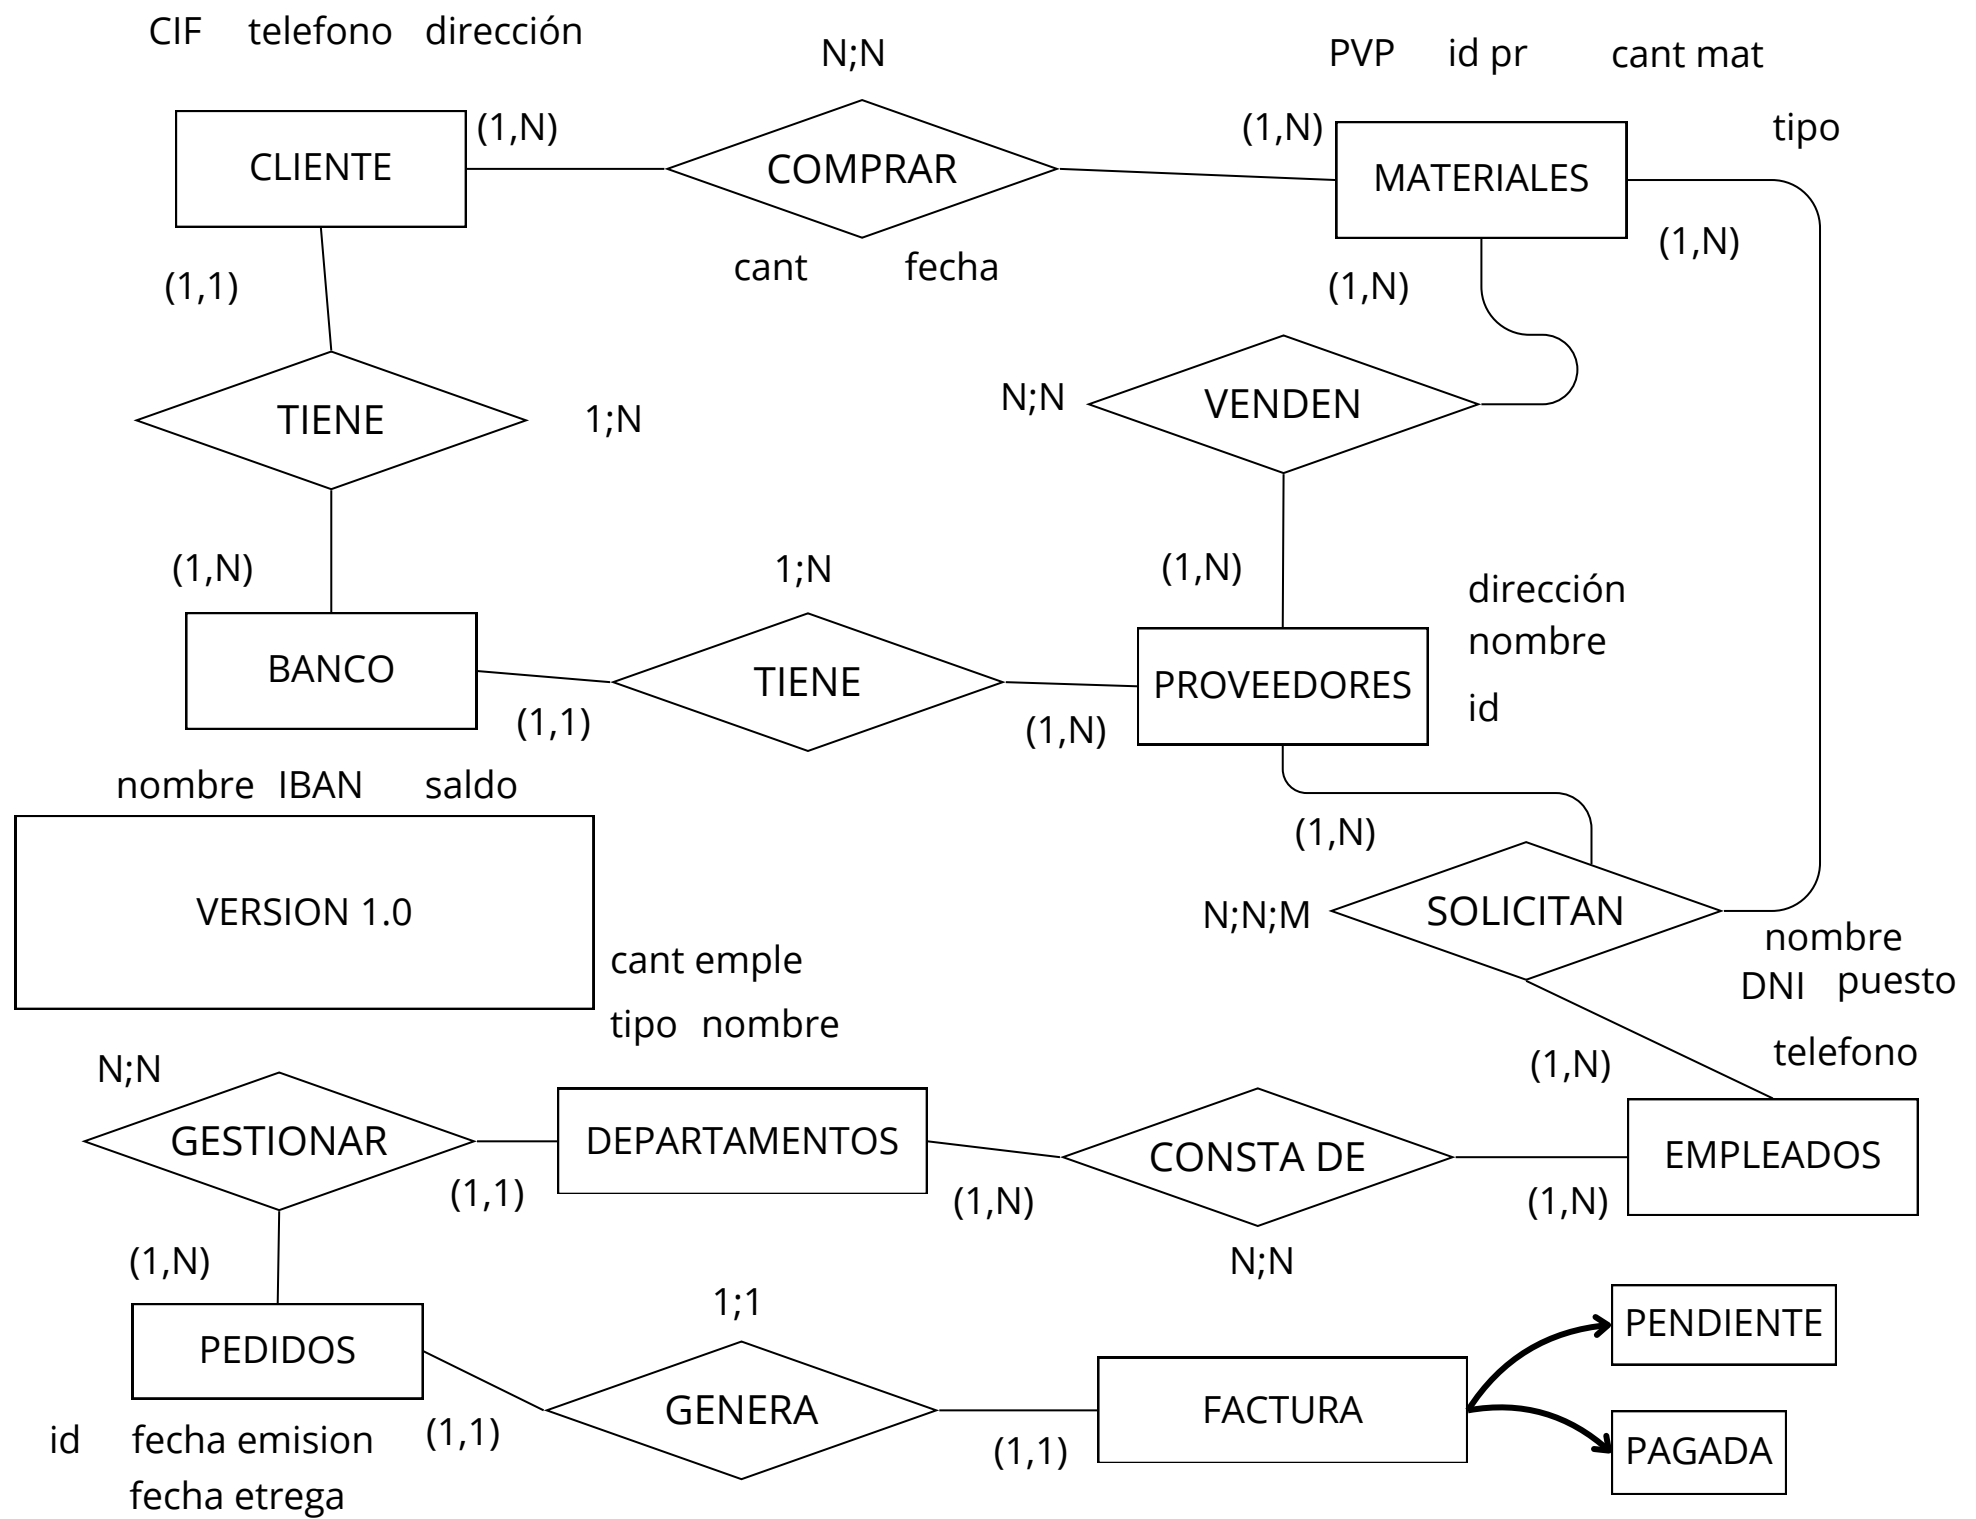 CIF telefono dirección
N;N
PVP id pr cant mat
CLIENTE
(1,N)
COMPRAR
(1,N)
MATERIALES
tipo
(1,1)
cant fecha
(1,N)
(1,N)
TIENE
1;N
N;N
VENDEN
(1,N)
1;N
(1,N)
dirección
nombre
id
BANCO
(1,1)
TIENE
(1,N)
PROVEEDORES
nombre IBAN saldo
(1,N)
VERSION 1.0
N;N;M
SOLICITAN
nombre
DNI puesto
telefono
cant emple
tipo nombre
N;N
(1,N)
GESTIONAR
(1,1)
DEPARTAMENTOS
(1,N)
CONSTA DE
(1,N)
EMPLEADOS
(1,N)
N;N
1;1
PEDIDOS
(1,1)
GENERA
(1,1)
FACTURA
PENDIENTE
PAGADA
id fecha emision
fecha etrega